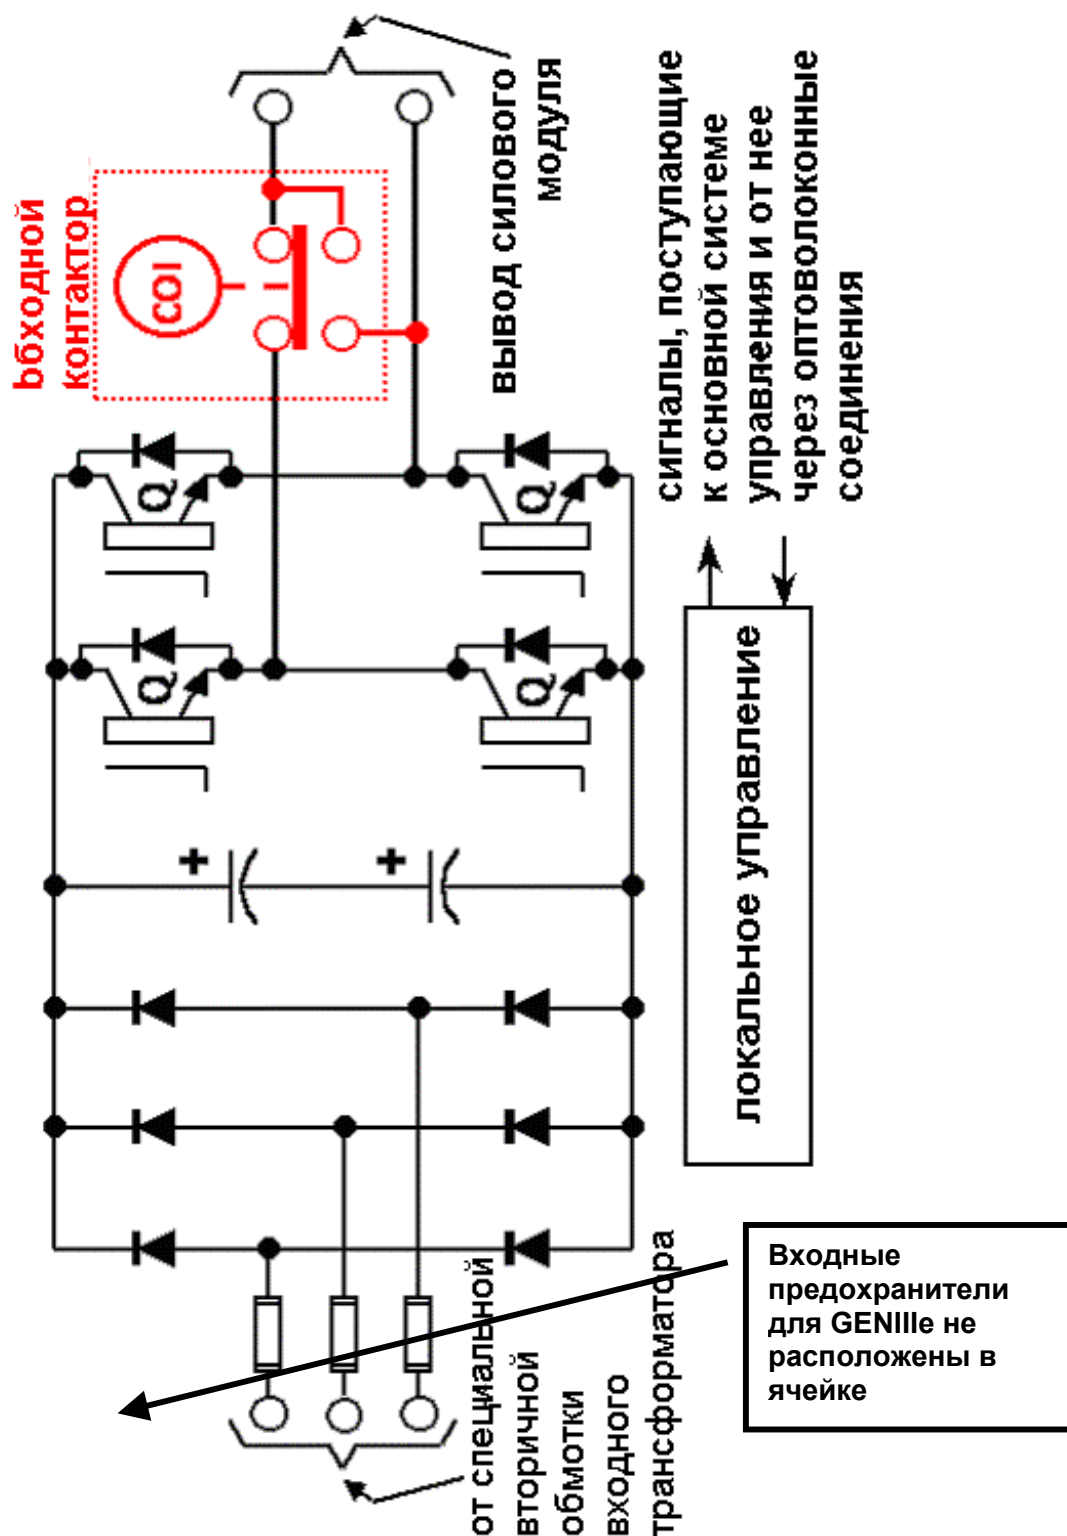 bбходной
контактор
COI
вывод силового
модуля
Q
Q
Q
Q
сигналы, поступающие
к основной системе
управления и от нее
через оптоволоконные
соединения
+
+
локальное управление
от специальной
вторичной
обмотки
входного
трансформатора
Входные
предохранители
для GENIIIe не
расположены в
ячейке